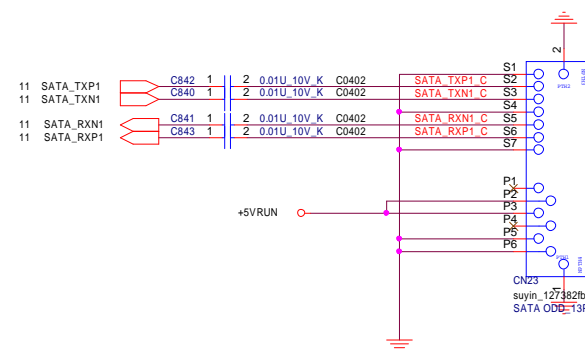 2
S1
11 SATA_TXP1 C842 1 2 0.01U_10V_K C0402 SATA_TXP1_C S2
11 SATA_TXN1 C840 1 2 0.01U_10V_K C0402 SATA_TXN1_C S3
S4
11 SATA_RXN1 C841 1 2 0.01U_10V_K C0402 SATA_RXN1_C S5
11 SATA_RXP1 C843 1 2 0.01U_10V_K C0402 SATA_RXP1_C S6
S7
P1
P2
+5VRUN P3
P4
P5
P6
CN23
1
suyin_127382fb
SATA ODD_13P